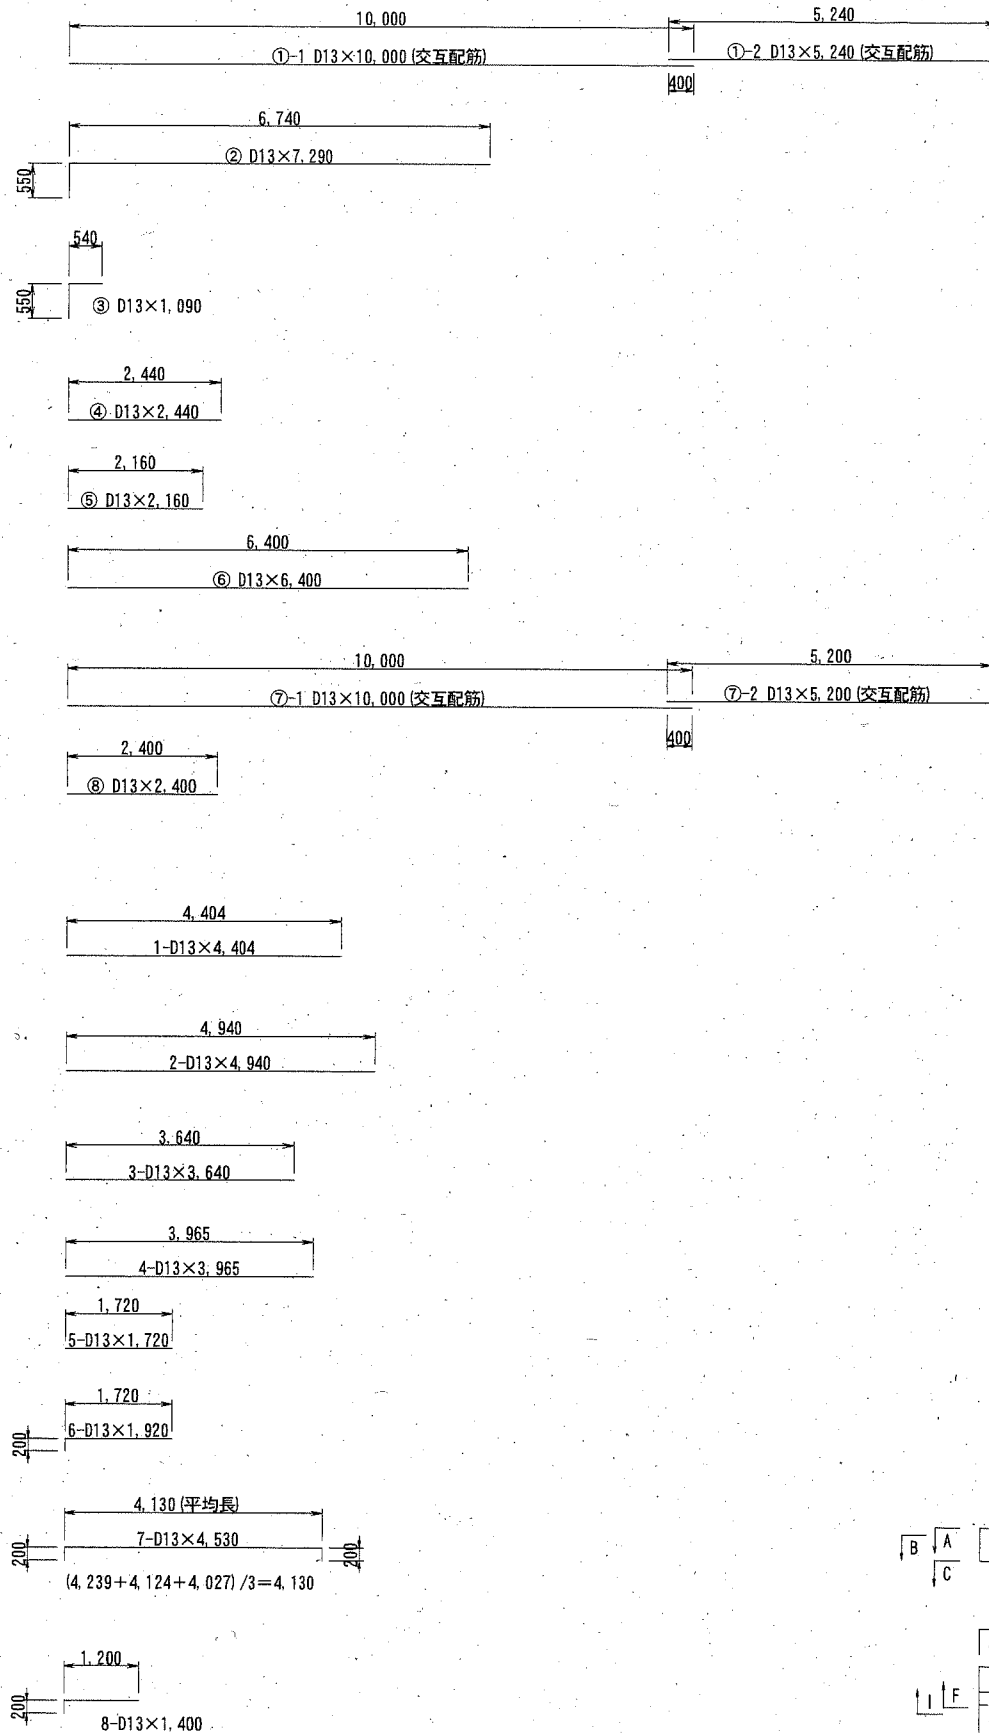 10,000
5,240
①-1 D13×10,000(交互配筋)
①-2 D13×5,240(交互配筋)
400
6,740
② D13×7,290
550
540
550
③ D13×1,090
2,440
④ D13×2,440
2,160
⑤ D13×2,160
6,400
⑥ D13×6,400
10,000
5,200
⑦-1 D13×10,000(交互配筋)
⑦-2 D13×5,200(交互配筋)
400
2,400
⑧ D13×2,400
4,404
1-D13×4,404
4,940
2-D13×4,940
3,640
3-D13×3,640
3,965
4-D13×3,965
1,720
5-D13×1,720
1,720
6-D13×1,920
200
4,130(平均長)
7-D13×4,530
200
200
(4,239+4,124+4,027)/3=4,130
B A
C
1,200
200
8-D13×1,400
I F